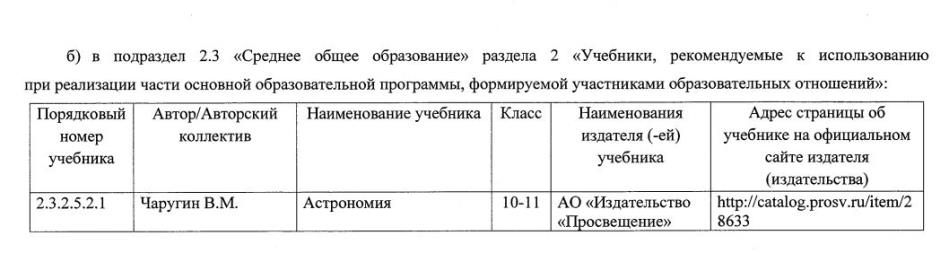 б) в подраздел 2.3 «Среднее общее образование» раздела 2 «Учебники, рекомендуемые к использованию
при реализации части основной образовательной программы, формируемой участниками образовательных отношений»:
Порядковый
номер
учебника
Автор/Авторский
коллектив
Наименование учебника
Класс
Наименования
издателя (-ей)
учебника
Адрес страницы об
учебнике на официальном
сайте издателя
(издательства)
2.3.2.5.2.1
Чаругин В.М.
Астрономия
10-11
АО «Издательство
«Просвещение»
http://catalog.prosv.ru/item/2
8633